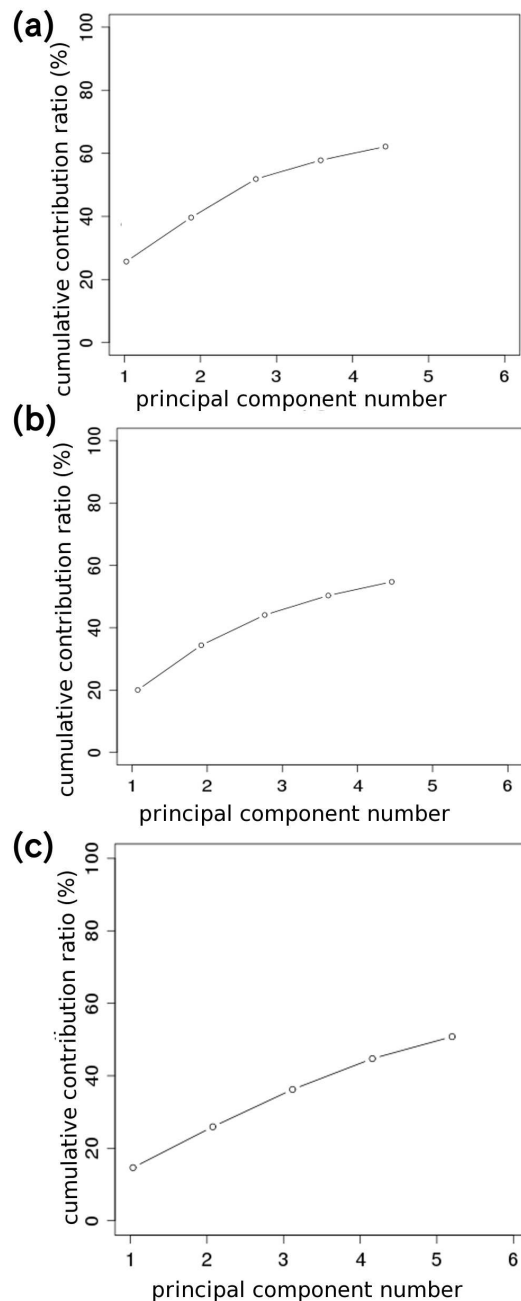 (a)
cumulative contribution ratio (%)
100
80
60
40
20
0
1 2 3 4 5 6
principal component number
(b)
cumulative contribution ratio (%)
100
80
60
40
20
0
1 2 3 4 5 6
principal component number
(c)
cumulative contribution ratio (%)
100
80
60
40
20
0
1 2 3 4 5 6
principal component number